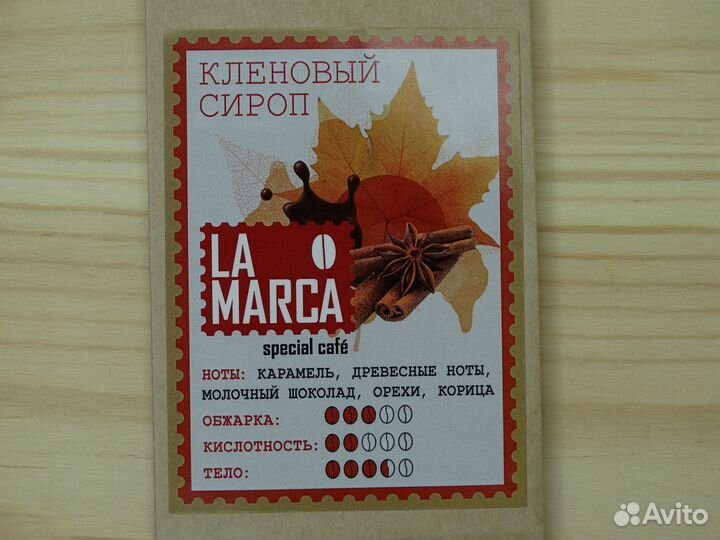 КЛЕНОВЫЙ
СИРОП
LA
MARCA
special café
НОТЫ: КАРАМЕЛЬ, ДРЕВЕСНЫЕ НОТЫ,
МОЛОЧНЫЙ ШОКОЛАД, ОРЕХИ, КОРИЦА
ОБЖАРКА:
КИСЛОТНОСТЬ:
ТЕЛО:
Avito